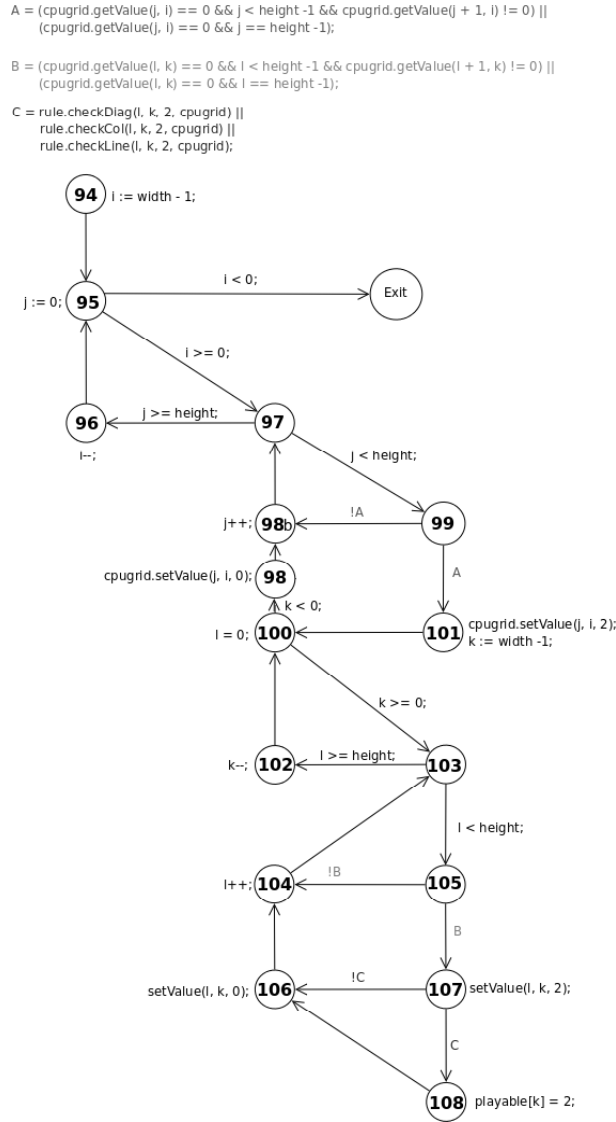 A = (cpugrid.getValue(j, i) == 0 && j < height -1 && cpugrid.getValue(j + 1, i) != 0) ||
(cpugrid.getValue(j, i) == 0 && j == height -1);
B = (cpugrid.getValue(l, k) == 0 && l < height -1 && cpugrid.getValue(l + 1, k) != 0) ||
(cpugrid.getValue(l, k) == 0 && l == height -1);
C = rule.checkDiag(l, k, 2, cpugrid) ||
rule.checkCol(l, k, 2, cpugrid) ||
rule.checkLine(l, k, 2, cpugrid);
94 i := width - 1;
i < 0;
j := 0; 95
Exit
i >= 0;
96 j >= height; 97
i--;
j < height;
j++; 98b !A 99
cpugrid.setValue(j, i, 0); 98
A
k < 0;
l = 0; 100
101 cpugrid.setValue(j, i, 2);
k := width -1;
k >= 0;
k--; 102 l >= height; 103
l < height;
l++; 104 !B 105
B
setValue(l, k, 0); 106 !C 107 setValue(l, k, 2);
C
108 playable[k] = 2;